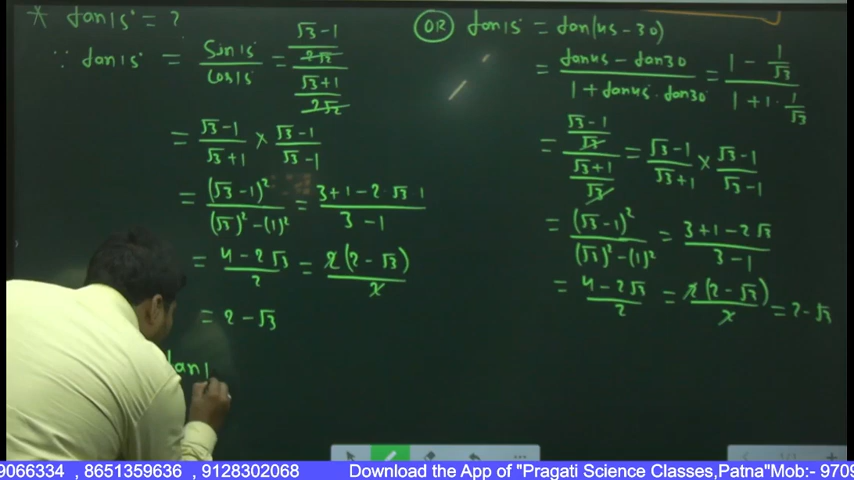 * tan15° = ?
∵ tan15° = sin15/cos15 = ((√3-1)/2√2)/((√3+1)/2√2)
= (√3-1)/(√3+1) × (√3-1)/(√3-1)
= (√3-1)²/((√3)²-(1)²) = (3+1-2·√3·1)/(3-1)
= (4-2√3)/2 = 2(2-√3)/2
= 2-√3
tan1
OR tan15° = tan(45-30)
= (tan45-tan30)/(1+tan45·tan30) = (1-1/√3)/(1+1·1/√3)
= ((√3-1)/√3)/((√3+1)/√3) = (√3-1)/(√3+1) × (√3-1)/(√3-1)
= (√3-1)²/((√3)²-(1)²) = (3+1-2√3)/(3-1)
= (4-2√3)/2 = 2(2-√3)/2 = 2-√3
9066334 , 8651359636 , 9128302068 Download the App of "Pragati Science Classes,Patna"Mob:- 9709